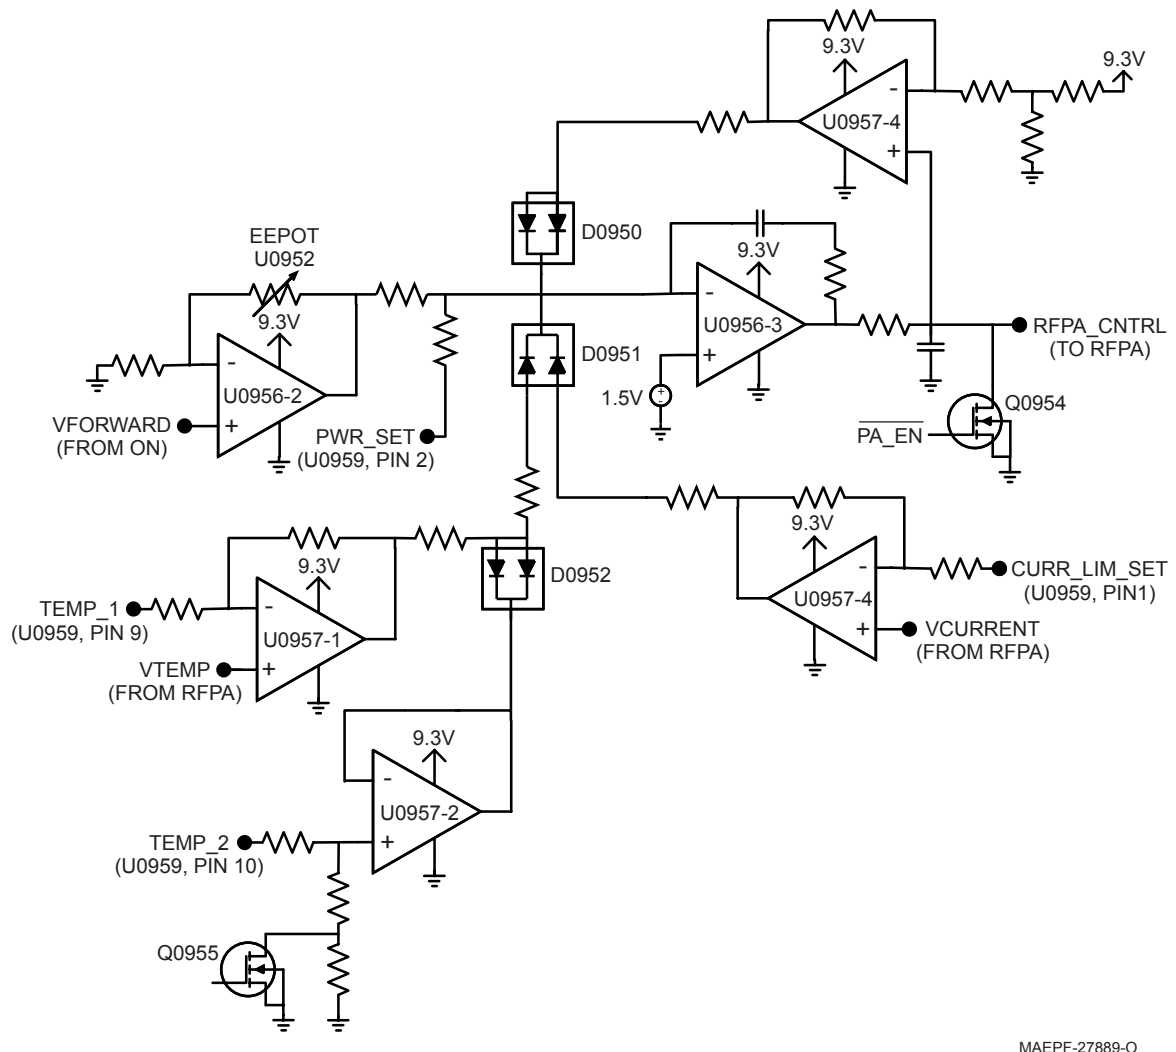 9.3V
9.3V
-
U0957-4
+
D0950
EEPOT
U0952
9.3V
9.3V
-
U0956-3
RFPA_CNTRL
(TO RFPA)
D0951
-
U0956-2
+
+
1.5V
+
-
VFORWARD
(FROM ON)
PWR_SET
(U0959, PIN 2)
Q0954
PA_EN
9.3V
9.3V
D0952
-
CURR_LIM_SET
(U0959, PIN1)
U0957-4
TEMP_1
(U0959, PIN 9)
-
U0957-1
+
VCURRENT
(FROM RFPA)
VTEMP
(FROM RFPA)
+
9.3V
-
U0957-2
TEMP_2
(U0959, PIN 10)
+
Q0955
MAEPF-27889-O